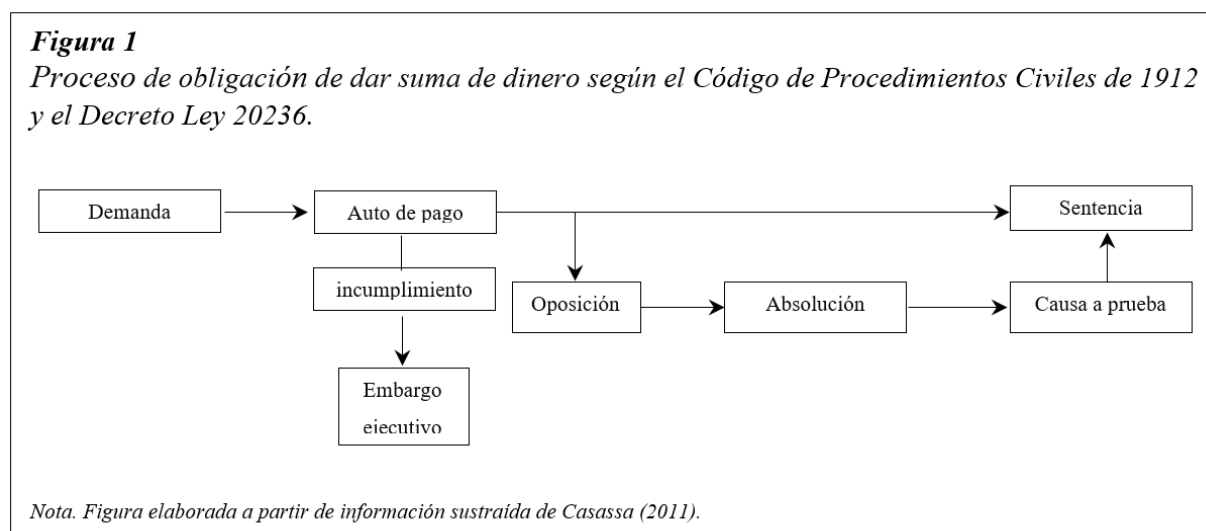 Figura 1
Proceso de obligación de dar suma de dinero según el Código de Procedimientos Civiles de 1912
y el Decreto Ley 20236.
Demanda
Auto de pago
Sentencia
incumplimiento
Oposición
Absolución
Causa a prueba
Embargo
ejecutivo
Nota. Figura elaborada a partir de información sustraída de Casassa (2011).